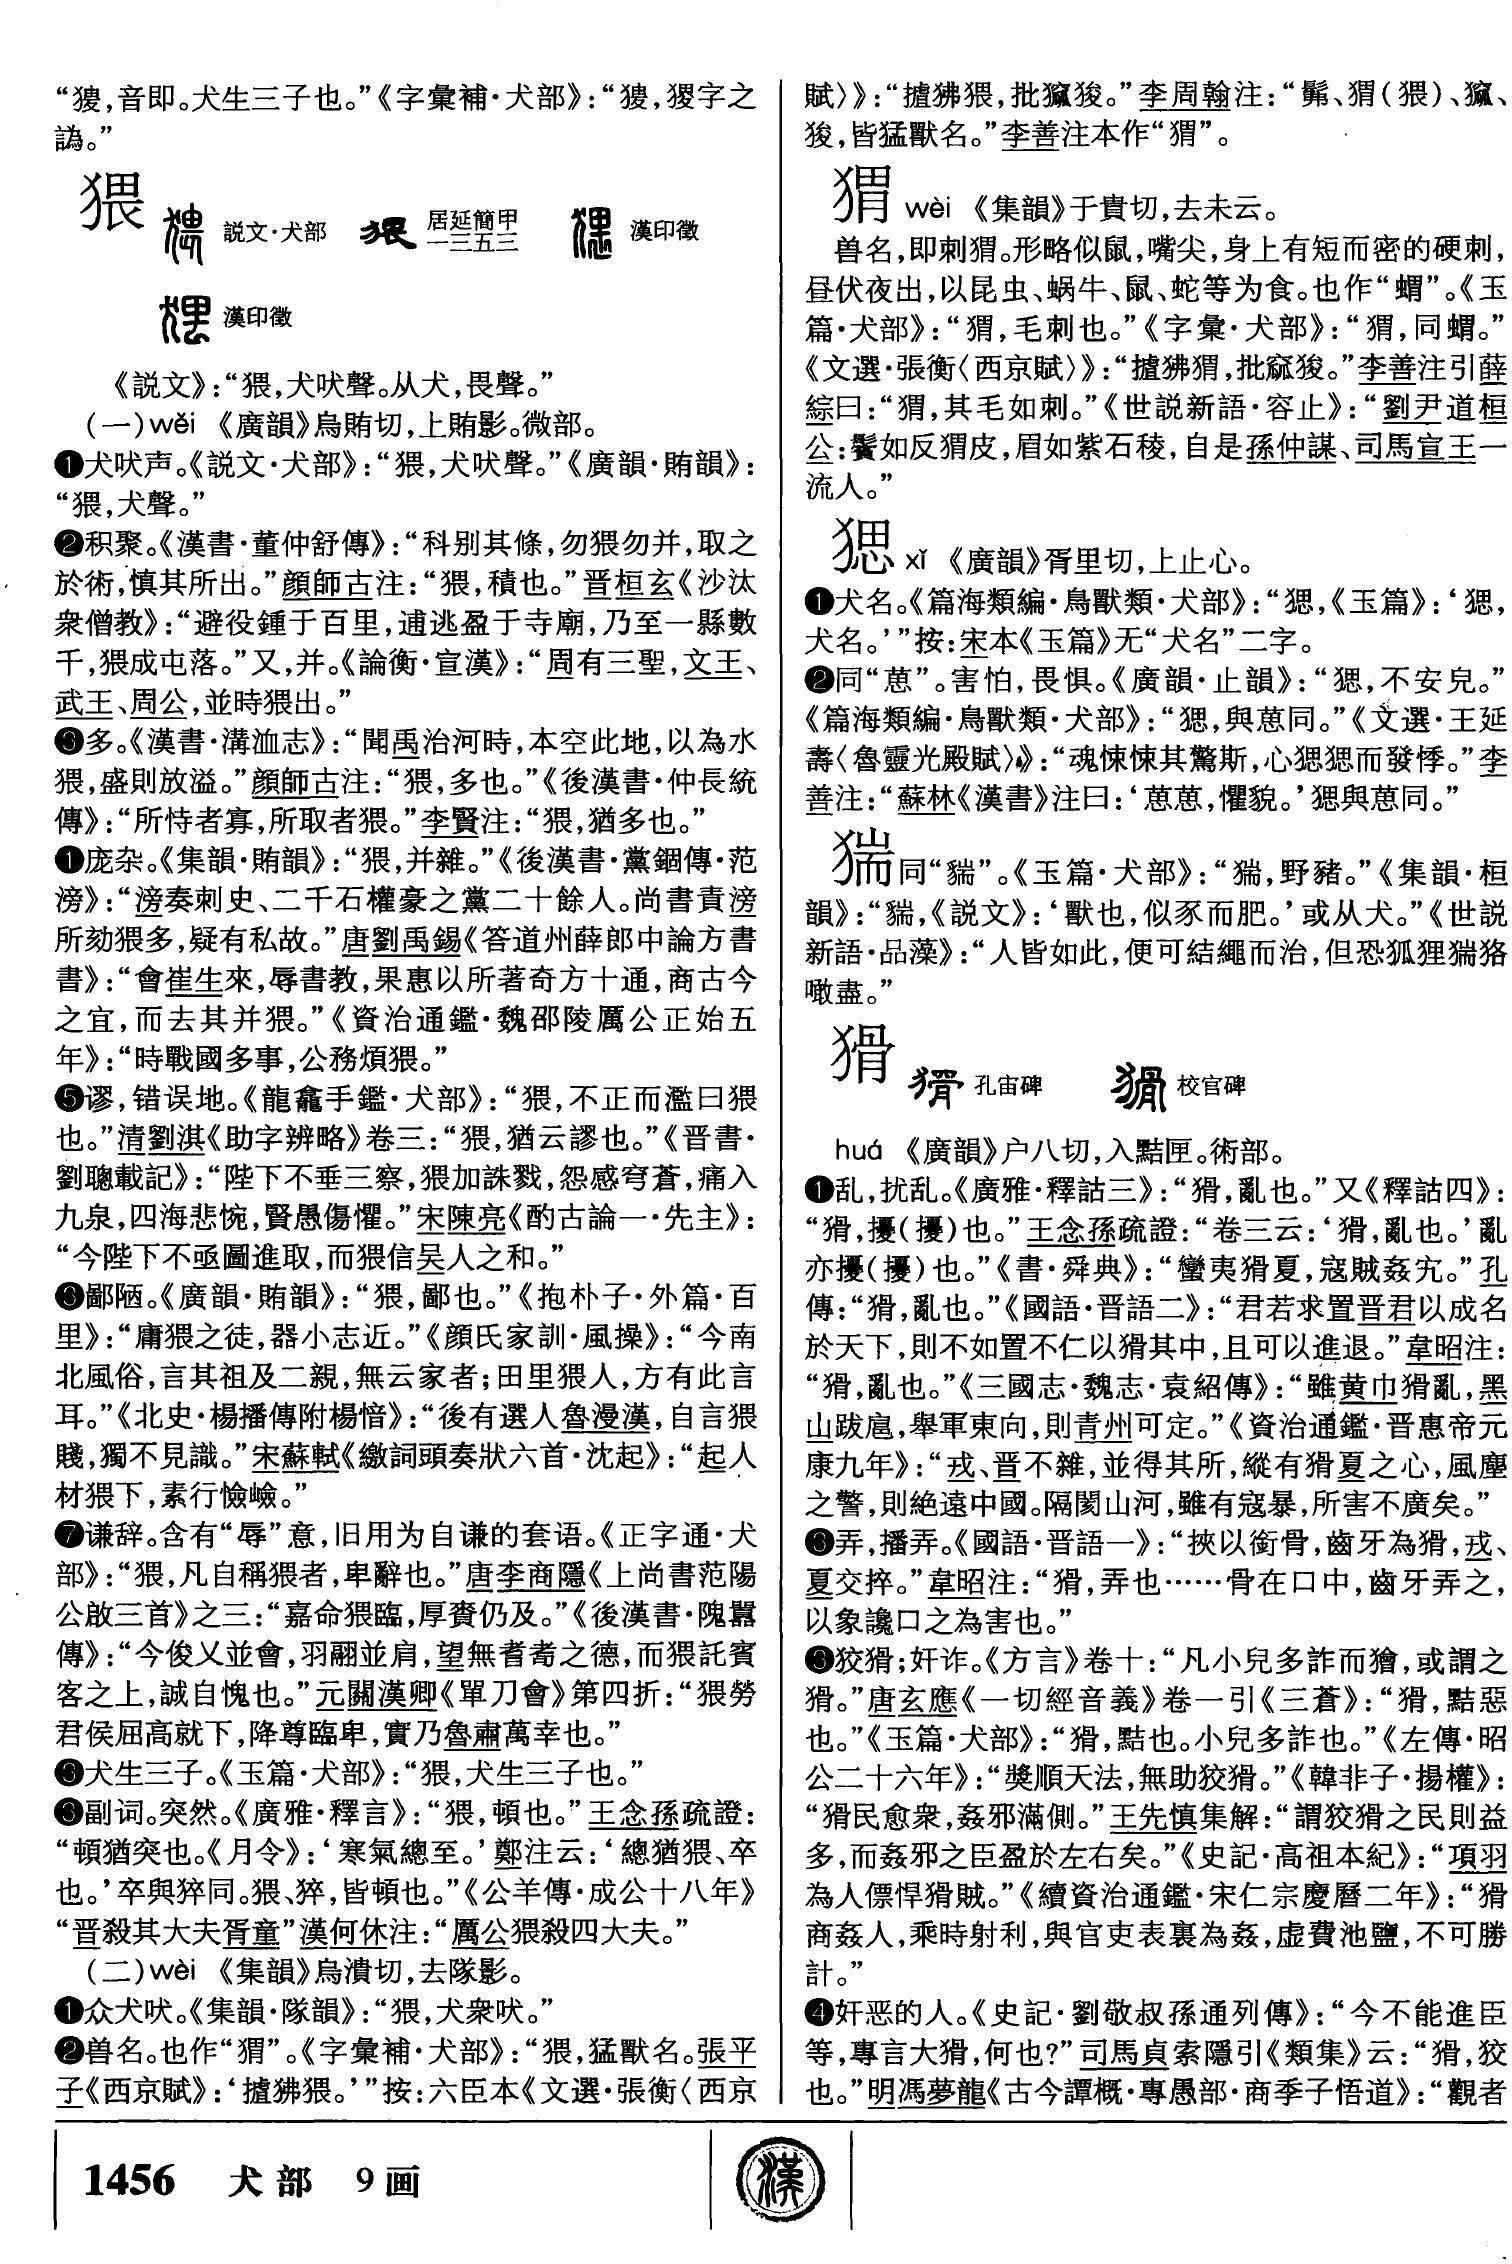 “㹴,音即。犬生三子也。”《字彙補·犬部》:“㹴,㹴字之
譌。”
猥 説文·犬部 居延簡甲一三五三 漢印徵
漢印徵
《説文》:“猥,犬吠聲。从犬,畏聲。”
(一)wěi 《廣韻》烏賄切,上賄影。微部。
❶犬吠声。《説文·犬部》:“猥,犬吠聲。”《廣韻·賄韻》:
“猥,犬聲。”
❷积聚。《漢書·董仲舒傳》:“科别其條,勿猥勿并,取之
於術,慎其所出。”顔師古注:“猥,積也。”晋桓玄《沙汰
衆僧教》:“避役鍾于百里,逋逃盈于寺廟,乃至一縣數
千,猥成屯落。”又,并。《論衡·宣漢》:“周有三聖,文王、
武王、周公,並時猥出。”
❸多。《漢書·溝洫志》:“聞禹治河時,本空此地,以為水
猥,盛則放溢。”顔師古注:“猥,多也。”《後漢書·仲長統
傳》:“所恃者寡,所取者猥。”李賢注:“猥,猶多也。”
❹庞杂。《集韻·賄韻》:“猥,并雜。”《後漢書·黨錮傳·范
滂》:“滂奏刺史、二千石權豪之黨二十餘人。尚書責滂
所劾猥多,疑有私故。”唐劉禹錫《答道州薛郎中論方書
書》:“會崔生來,辱書教,果惠以所著奇方十通,商古今
之宜,而去其并猥。”《資治通鑑·魏邵陵厲公正始五
年》:“時戰國多事,公務煩猥。”
❺谬,错误地。《龍龕手鑑·犬部》:“猥,不正而濫曰猥
也。”清劉淇《助字辨略》卷三:“猥,猶云謬也。”《晋書·
劉聰載記》:“陛下不垂三察,猥加誅戮,怨感穹蒼,痛入
九泉,四海悲惋,賢愚傷懼。”宋陳亮《酌古論一·先主》:
“今陛下不亟圖進取,而猥信吴人之和。”
❻鄙陋。《廣韻·賄韻》:“猥,鄙也。”《抱朴子·外篇·百
里》:“庸猥之徒,器小志近。”《顔氏家訓·風操》:“今南
北風俗,言其祖及二親,無云家者;田里猥人,方有此言
耳。”《北史·楊播傳附楊愔》:“後有選人魯漫漢,自言猥
賤,獨不見識。”宋蘇軾《繳詞頭奏狀六首·沈起》:“起人
材猥下,素行憸嶮。”
❼谦辞。含有“辱”意,旧用为自谦的套语。《正字通·犬
部》:“猥,凡自稱猥者,卑辭也。”唐李商隱《上尚書范陽
公啟三首》之三:“嘉命猥臨,厚賚仍及。”《後漢書·隗囂
傳》:“今俊乂並會,羽翮並肩,望無耆耇之德,而猥託賓
客之上,誠自愧也。”元關漢卿《單刀會》第四折:“猥勞
君侯屈高就下,降尊臨卑,實乃魯肅萬幸也。”
❽犬生三子。《玉篇·犬部》:“猥,犬生三子也。”
❾副词。突然。《廣雅·釋言》:“猥,頓也。”王念孫疏證:
“頓猶突也。《月令》:‘寒氣總至。’鄭注云:‘總猶猥、卒
也。’卒與猝同。猥、猝,皆頓也。”《公羊傳·成公十八年》
“晋殺其大夫胥童”漢何休注:“厲公猥殺四大夫。”
(二)wèi 《集韻》烏潰切,去隊影。
❶众犬吠。《集韻·隊韻》:“猥,犬衆吠。”
❷兽名。也作“猬”。《字彙補·犬部》:“猥,猛獸名。張平
子《西京賦》:‘摣狒猥。’”按:六臣本《文選·張衡〈西京
賦〉》:“摣狒猥,批㺠狻。”李周翰注:“髴、猬(猥)、㺠、
狻,皆猛獸名。”李善注本作“猬”。
猬 wèi 《集韻》于貴切,去未云。
兽名,即刺猬。形略似鼠,嘴尖,身上有短而密的硬刺,
昼伏夜出,以昆虫、蜗牛、鼠、蛇等为食。也作“蝟”。《玉
篇·犬部》:“猬,毛刺也。”《字彙·犬部》:“猬,同蝟。”
《文選·張衡〈西京賦〉》:“摣狒猬,批窳狻。”李善注引薛
綜曰:“猬,其毛如刺。”《世説新語·容止》:“劉尹道桓
公:鬢如反猬皮,眉如紫石稜,自是孫仲謀、司馬宣王一
流人。”
猤 xǐ 《廣韻》胥里切,上止心。
❶犬名。《篇海類編·鳥獸類·犬部》:“㺇,《玉篇》:‘㺇,
犬名。’”按:宋本《玉篇》无“犬名”二字。
❷同“葸”。害怕,畏惧。《廣韻·止韻》:“㺇,不安皃。”
《篇海類編·鳥獸類·犬部》:“㺇,與葸同。”《文選·王延
壽〈魯靈光殿賦〉》:“魂悚悚其驚斯,心㺇㺇而發悸。”李
善注:“蘇林《漢書》注曰:‘葸葸,懼貌。’㺇與葸同。”
猯 同“貒”。《玉篇·犬部》:“猯,野豬。”《集韻·桓
韻》:“貒,《説文》:‘獸也,似豕而肥。’或从犬。”《世説
新語·品藻》:“人皆如此,便可結繩而治,但恐狐狸猯狢
噉盡。”
猾 孔宙碑 校官碑
huá 《廣韻》户八切,入黠匣。術部。
❶乱,扰乱。《廣雅·釋詁三》:“猾,亂也。”又《釋詁四》:
“猾,擾(擾)也。”王念孫疏證:“卷三云:‘猾,亂也。’亂
亦擾(擾)也。”《書·舜典》:“蠻夷猾夏,寇賊姦宄。”孔
傳:“猾,亂也。”《國語·晋語二》:“君若求置晋君以成名
於天下,則不如置不仁以猾其中,且可以進退。”韋昭注:
“猾,亂也。”《三國志·魏志·袁紹傳》:“雖黄巾猾亂,黑
山跋扈,舉軍東向,則青州可定。”《資治通鑑·晋惠帝元
康九年》:“戎、晋不雜,並得其所,縱有猾夏之心,風塵
之警,則絶遠中國。隔閡山河,雖有寇暴,所害不廣矣。”
❷弄,播弄。《國語·晋語一》:“挾以銜骨,齒牙為猾,戎、
夏交捽。”韋昭注:“猾,弄也……骨在口中,齒牙弄之,
以象讒口之為害也。”
❸狡猾;奸诈。《方言》卷十:“凡小兒多詐而獪,或謂之
猾。”唐玄應《一切經音義》卷一引《三蒼》:“猾,黠惡
也。”《玉篇·犬部》:“猾,黠也。小兒多詐也。”《左傳·昭
公二十六年》:“獎順天法,無助狡猾。”《韓非子·揚權》:
“猾民愈衆,姦邪滿側。”王先慎集解:“謂狡猾之民則益
多,而姦邪之臣盈於左右矣。”《史記·高祖本紀》:“項羽
為人僄悍猾賊。”《續資治通鑑·宋仁宗慶曆二年》:“猾
商姦人,乘時射利,與官吏表裏為姦,虚費池鹽,不可勝
計。”
❹奸恶的人。《史記·劉敬叔孫通列傳》:“今不能進臣
等,專言大猾,何也?”司馬貞索隱引《類集》云:“猾,狡
也。”明馮夢龍《古今譚概·專愚部·商季子悟道》:“觀者
1456 犬部 9画
漢